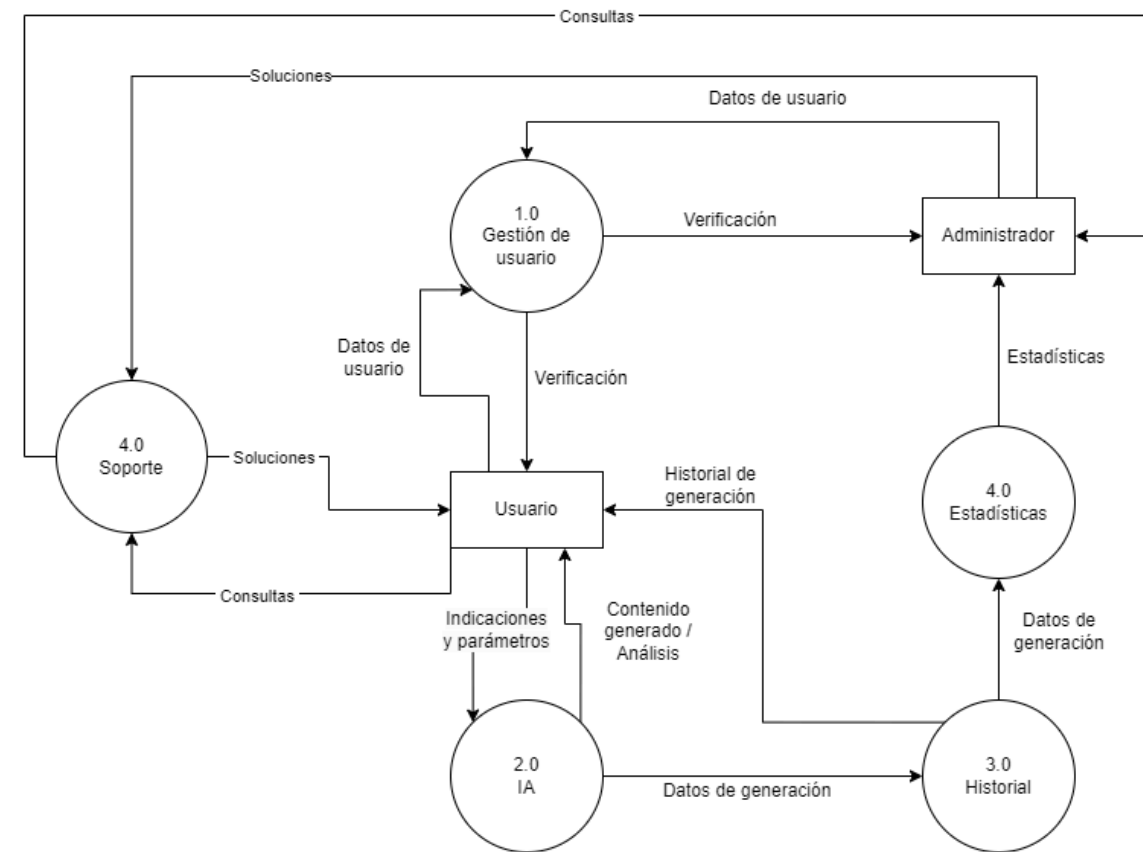 Consultas
Soluciones
Datos de usuario
1.0
Gestión de
usuario
Verificación
Administrador
Datos de
usuario
Verificación
Estadísticas
4.0
Soporte
Soluciones
Historial de
generación
Usuario
4.0
Estadísticas
Consultas
Indicaciones
y parámetros
Contenido
generado /
Análisis
Datos de
generación
2.0
IA
Datos de generación
3.0
Historial